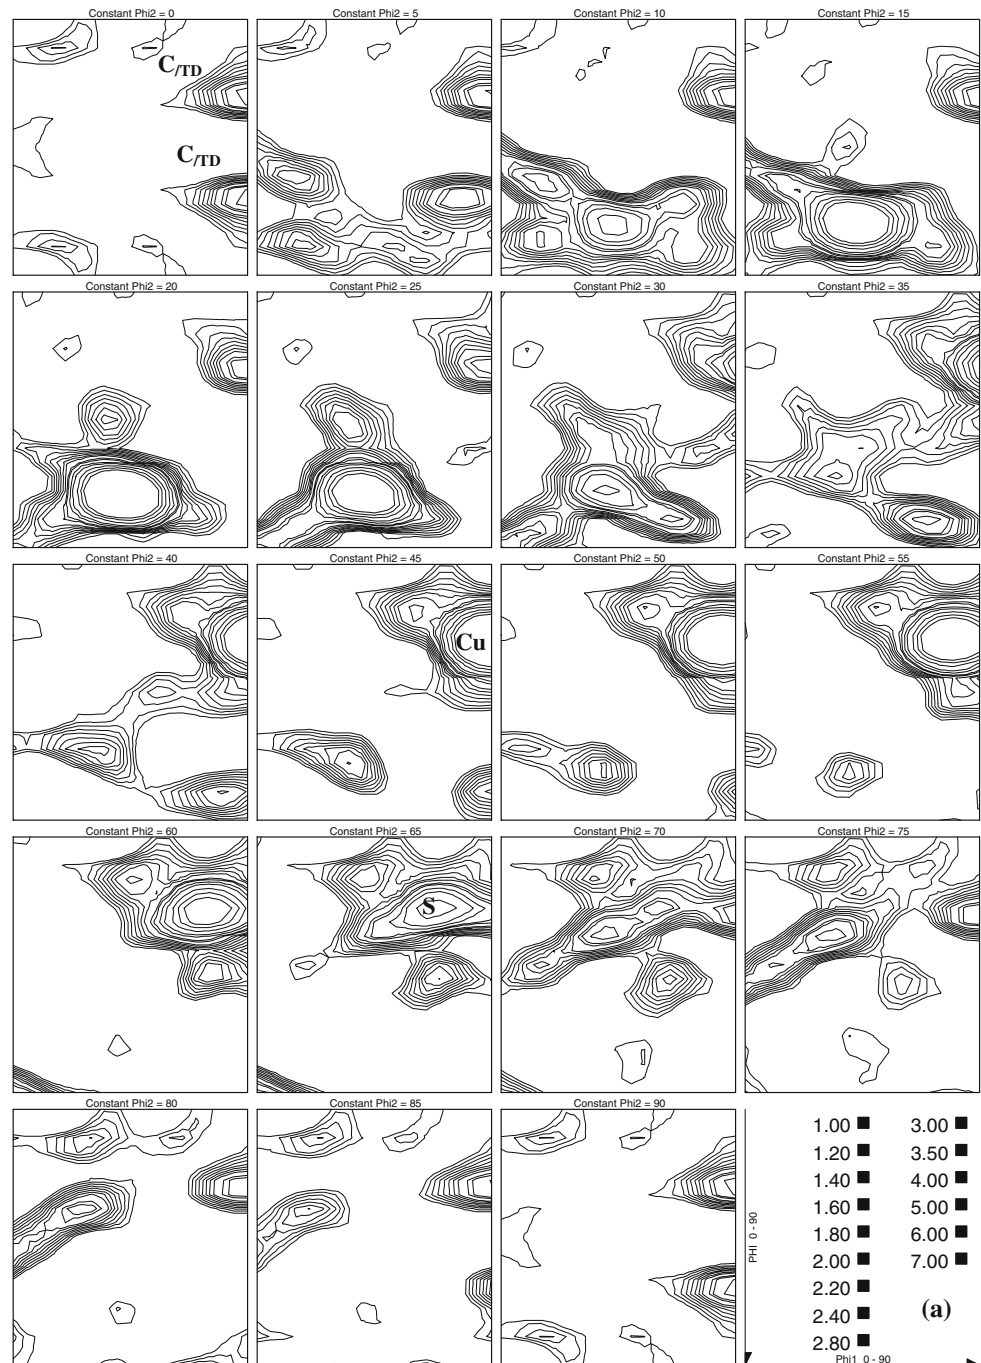 Constant Phi2 = 0
Constant Phi2 = 5
Constant Phi2 = 10
Constant Phi2 = 15
C/TD
C/TD
Constant Phi2 = 20
Constant Phi2 = 25
Constant Phi2 = 30
Constant Phi2 = 35
Constant Phi2 = 40
Constant Phi2 = 45
Constant Phi2 = 50
Constant Phi2 = 55
Cu
Constant Phi2 = 60
Constant Phi2 = 65
Constant Phi2 = 70
Constant Phi2 = 75
S
Constant Phi2 = 80
Constant Phi2 = 85
Constant Phi2 = 90
PHI 0 - 90
1.00 3.00
1.20 3.50
1.40 4.00
1.60 5.00
1.80 6.00
2.00 7.00
2.20
2.40
2.80
(a)
Phi1 0 - 90